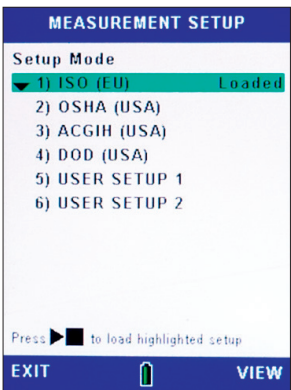 MEASUREMENT SETUP
Setup Mode
1) ISO (EU) Loaded
2) OSHA (USA)
3) ACGIH (USA)
4) DOD (USA)
5) USER SETUP 1
6) USER SETUP 2
Press ▶■ to load highlighted setup
EXIT VIEW